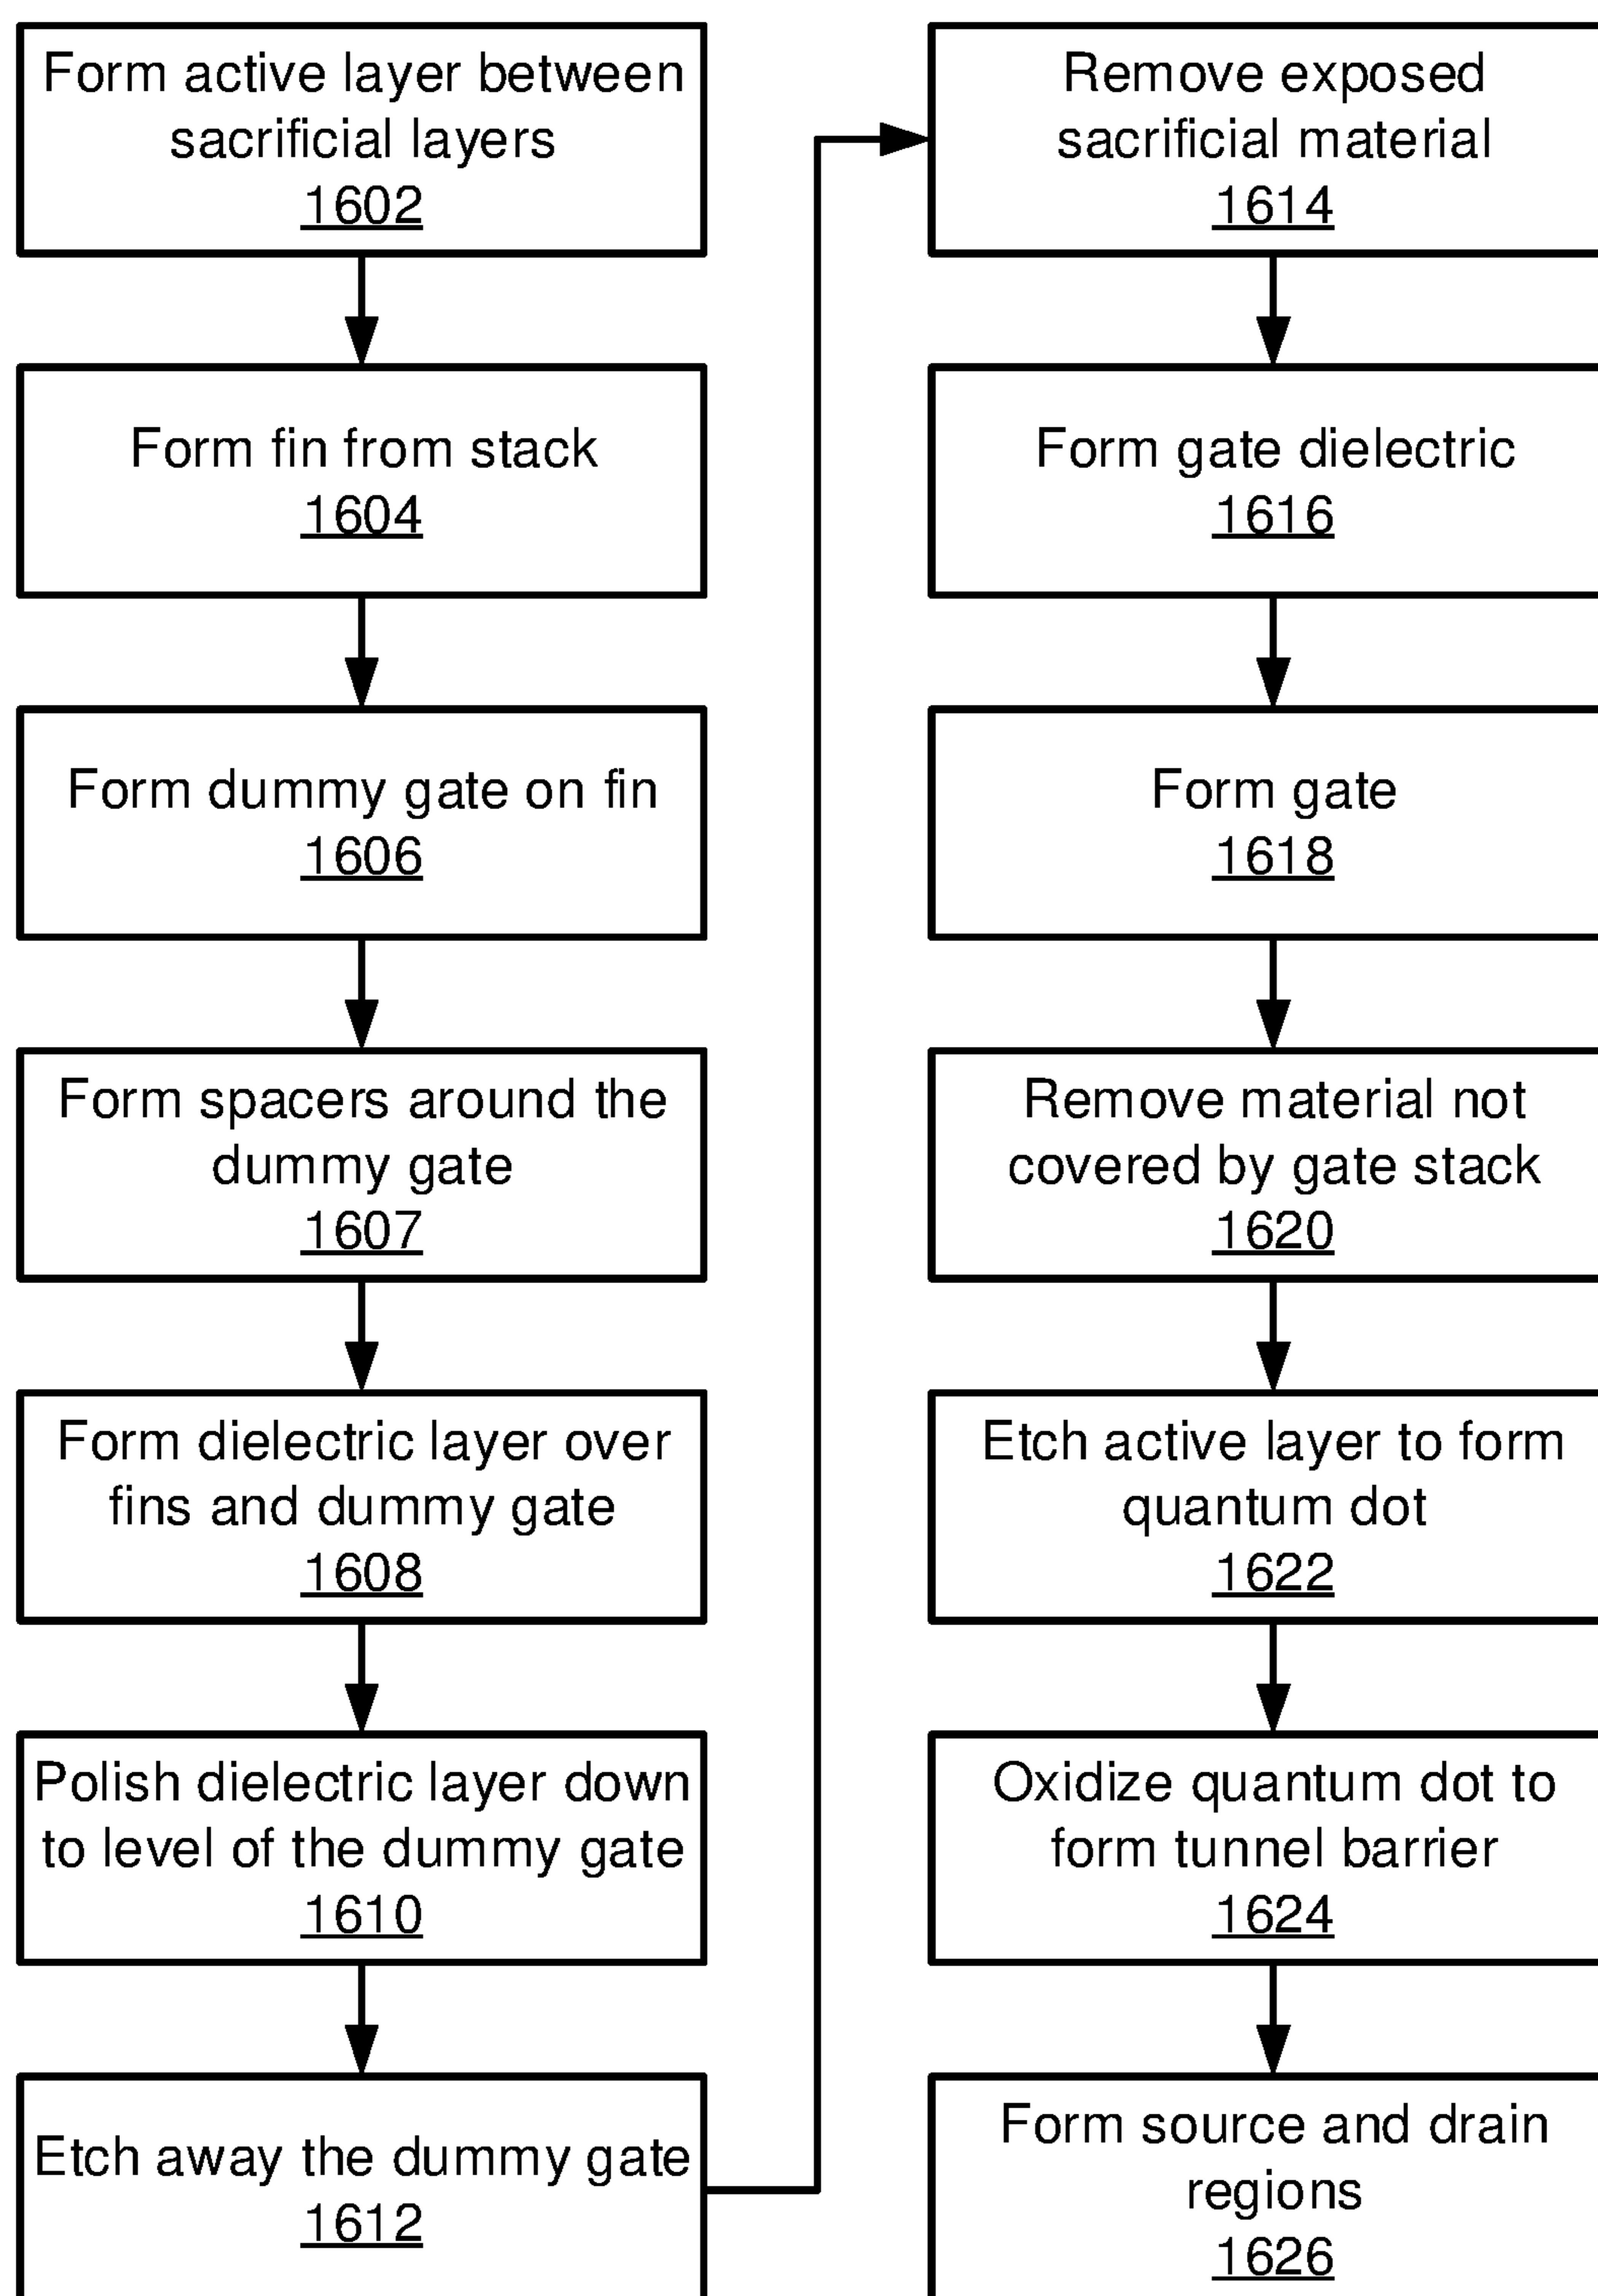 Form active layer between
sacrificial layers
1602
Form fin from stack
1604
Form dummy gate on fin
1606
Form spacers around the
dummy gate
1607
Form dielectric layer over
fins and dummy gate
1608
Polish dielectric layer down
to level of the dummy gate
1610
Etch away the dummy gate
1612
Remove exposed
sacrificial material
1614
Form gate dielectric
1616
Form gate
1618
Remove material not
covered by gate stack
1620
Etch active layer to form
quantum dot
1622
Oxidize quantum dot to
form tunnel barrier
1624
Form source and drain
regions
1626